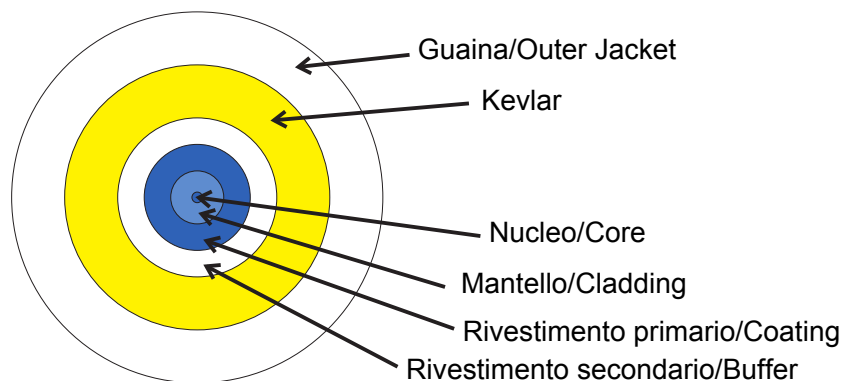 Guaina/Outer Jacket
Kevlar
Nucleo/Core
Mantello/Cladding
Rivestimento primario/Coating
Rivestimento secondario/Buffer